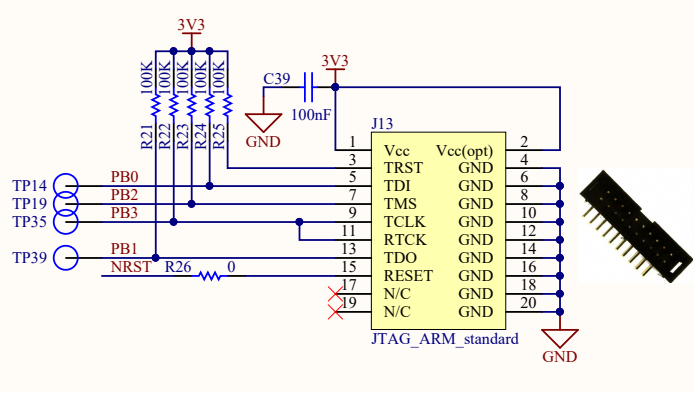 3V3
100K 100K 100K 100K 100K
R21 R22 R23 R24 R25
C39
3V3
100nF
GND
J13
1 Vcc Vcc(opt) 2
3 TRST GND 4
TP14 PB0 5 TDI GND 6
TP19 PB2 7 TMS GND 8
TP35 PB3 9 TCLK GND 10
11 RTCK GND 12
TP39 PB1 13 TDO GND 14
NRST R26 0 15 RESET GND 16
17 N/C GND 18
19 N/C GND 20
JTAG_ARM_standard
GND